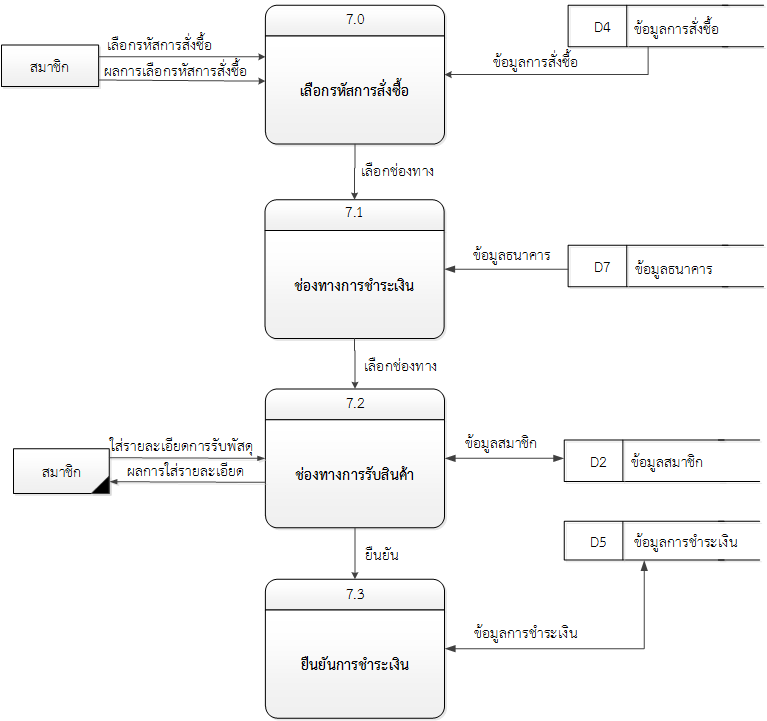 7.0
D4 ข้อมูลการสั่งซื้อ
เลือกรหัสการสั่งซื้อ
สมาชิก
ผลการเลือกรหัสการสั่งซื้อ
ข้อมูลการสั่งซื้อ
เลือกรหัสการสั่งซื้อ
เลือกช่องทาง
7.1
ข้อมูลธนาคาร
D7 ข้อมูลธนาคาร
ช่องทางการชำระเงิน
เลือกช่องทาง
7.2
ใส่รายละเอียดการรับพัสดุ
ข้อมูลสมาชิก
D2 ข้อมูลสมาชิก
สมาชิก
ผลการใส่รายละเอียด
ช่องทางการรับสินค้า
D5 ข้อมูลการชำระเงิน
ยืนยัน
7.3
ข้อมูลการชำระเงิน
ยืนยันการชำระเงิน